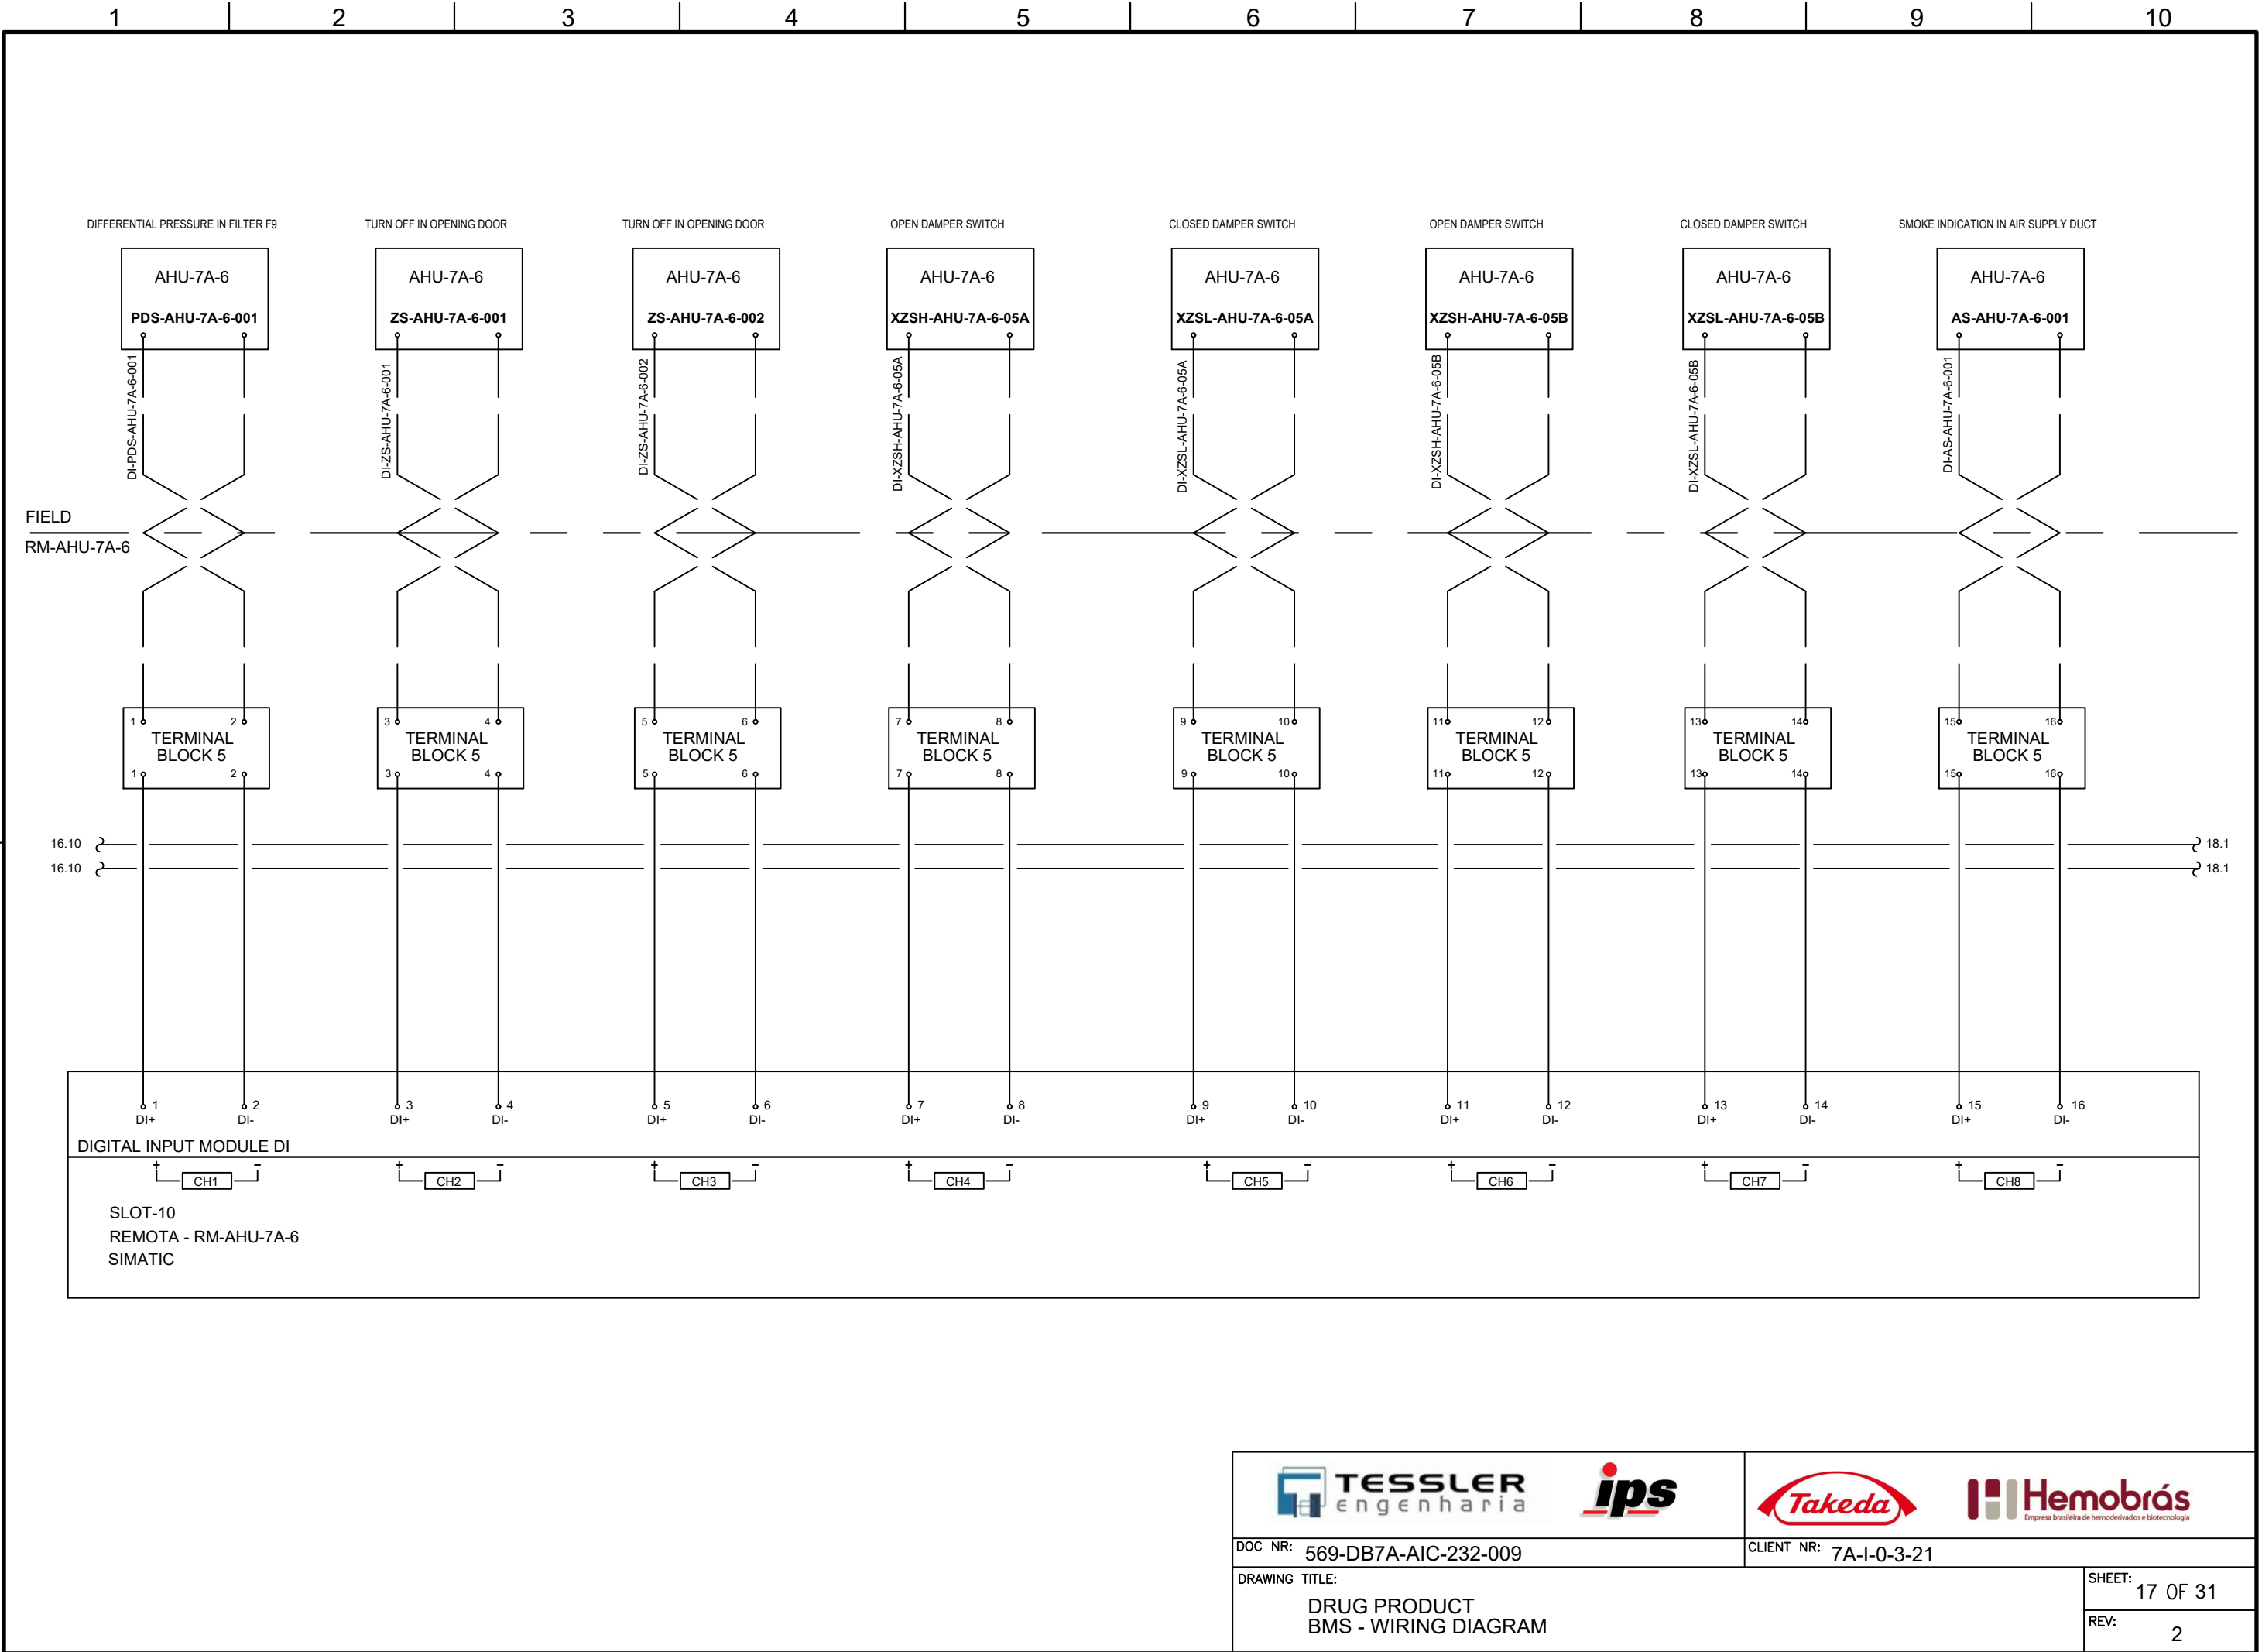 1 2 3 4 5 6 7 8 9 10
DIFFERENTIAL PRESSURE IN FILTER F9
TURN OFF IN OPENING DOOR
TURN OFF IN OPENING DOOR
OPEN DAMPER SWITCH
CLOSED DAMPER SWITCH
OPEN DAMPER SWITCH
CLOSED DAMPER SWITCH
SMOKE INDICATION IN AIR SUPPLY DUCT
AHU-7A-6
PDS-AHU-7A-6-001
AHU-7A-6
ZS-AHU-7A-6-001
AHU-7A-6
ZS-AHU-7A-6-002
AHU-7A-6
XZSH-AHU-7A-6-05A
AHU-7A-6
XZSL-AHU-7A-6-05A
AHU-7A-6
XZSH-AHU-7A-6-05B
AHU-7A-6
XZSL-AHU-7A-6-05B
AHU-7A-6
AS-AHU-7A-6-001
DI-PDS-AHU-7A-6-001
DI-ZS-AHU-7A-6-001
DI-ZS-AHU-7A-6-002
DI-XZSH-AHU-7A-6-05A
DI-XZSL-AHU-7A-6-05A
DI-XZSH-AHU-7A-6-05B
DI-XZSL-AHU-7A-6-05B
DI-AS-AHU-7A-6-001
FIELD
RM-AHU-7A-6
1 2
TERMINAL
BLOCK 5
1 2
3 4
TERMINAL
BLOCK 5
3 4
5 6
TERMINAL
BLOCK 5
5 6
7 8
TERMINAL
BLOCK 5
7 8
9 10
TERMINAL
BLOCK 5
9 10
11 12
TERMINAL
BLOCK 5
11 12
13 14
TERMINAL
BLOCK 5
13 14
15 16
TERMINAL
BLOCK 5
15 16
16.10 18.1
16.10 18.1
1 2 3 4 5 6 7 8 9 10 11 12 13 14 15 16
DI+ DI- DI+ DI- DI+ DI- DI+ DI- DI+ DI- DI+ DI- DI+ DI- DI+ DI-
DIGITAL INPUT MODULE DI
+ - + - + - + - + - + - + - + -
CH1 CH2 CH3 CH4 CH5 CH6 CH7 CH8
SLOT-10
REMOTA - RM-AHU-7A-6
SIMATIC
TESSLER
engenharia
ips
Takeda
Hemobrás
Empresa brasileira de hemoderivados e biotecnologia
DOC NR: 569-DB7A-AIC-232-009
CLIENT NR: 7A-I-0-3-21
DRAWING TITLE:
DRUG PRODUCT
BMS - WIRING DIAGRAM
SHEET: 17 OF 31
REV: 2